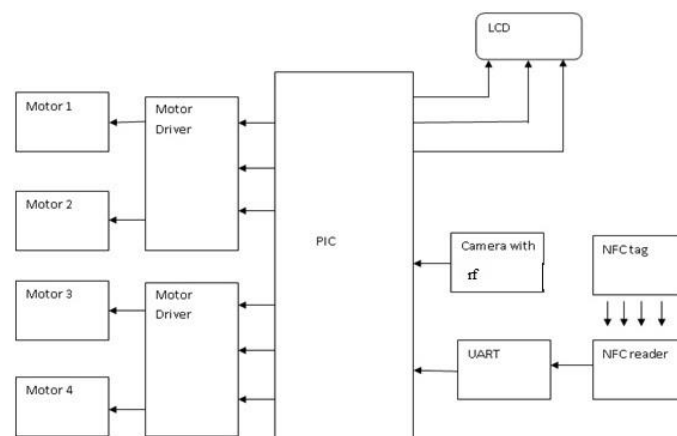 LCD
Motor 1
Motor
Driver
Motor 2
PIC
Camera with
rf
NFC tag
Motor 3
Motor
Driver
UART
NFC reader
Motor 4